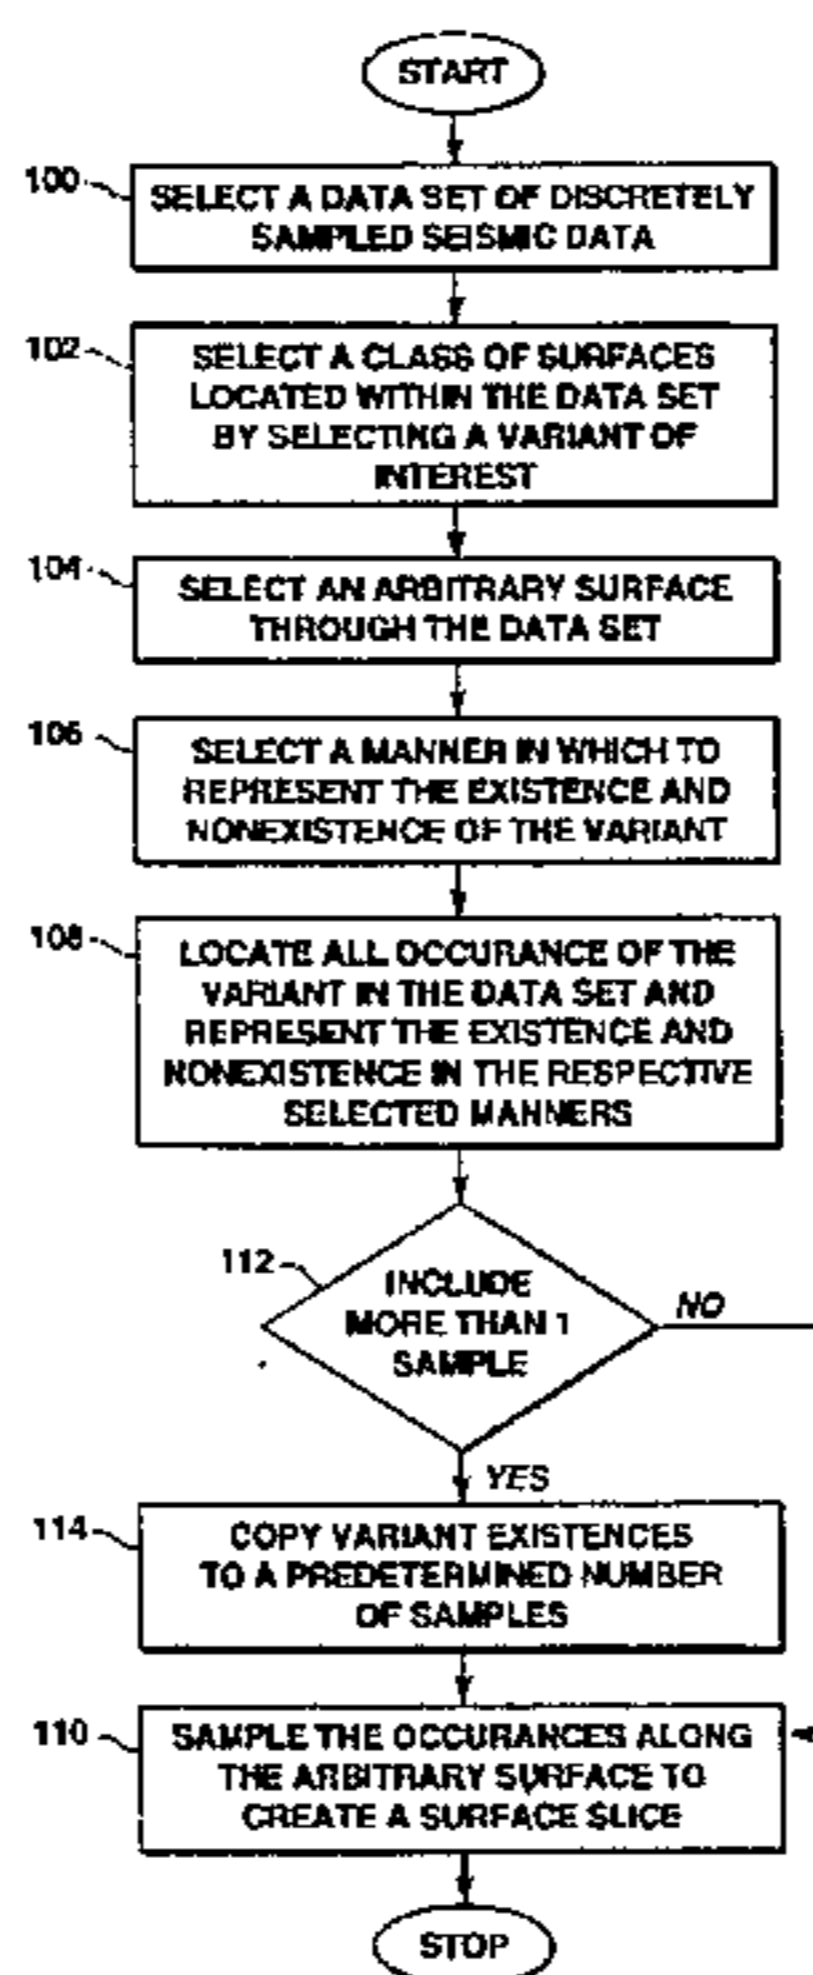 START
100
SELECT A DATA SET OF DISCRETELY
SAMPLED SEISMIC DATA
102
SELECT A CLASS OF SURFACES
LOCATED WITHIN THE DATA SET
BY SELECTING A VARIANT OF
INTEREST
104
SELECT AN ARBITRARY SURFACE
THROUGH THE DATA SET
106
SELECT A MANNER IN WHICH TO
REPRESENT THE EXISTENCE AND
NONEXISTENCE OF THE VARIANT
108
LOCATE ALL OCCURANCE OF THE
VARIANT IN THE DATA SET AND
REPRESENT THE EXISTENCE AND
NONEXISTENCE IN THE RESPECTIVE
SELECTED MANNERS
112
INCLUDE
MORE THAN 1
SAMPLE
NO
YES
114
COPY VARIANT EXISTENCES
TO A PREDETERMINED NUMBER
OF SAMPLES
110
SAMPLE THE OCCURANCES ALONG
THE ARBITRARY SURFACE TO
CREATE A SURFACE SLICE
STOP